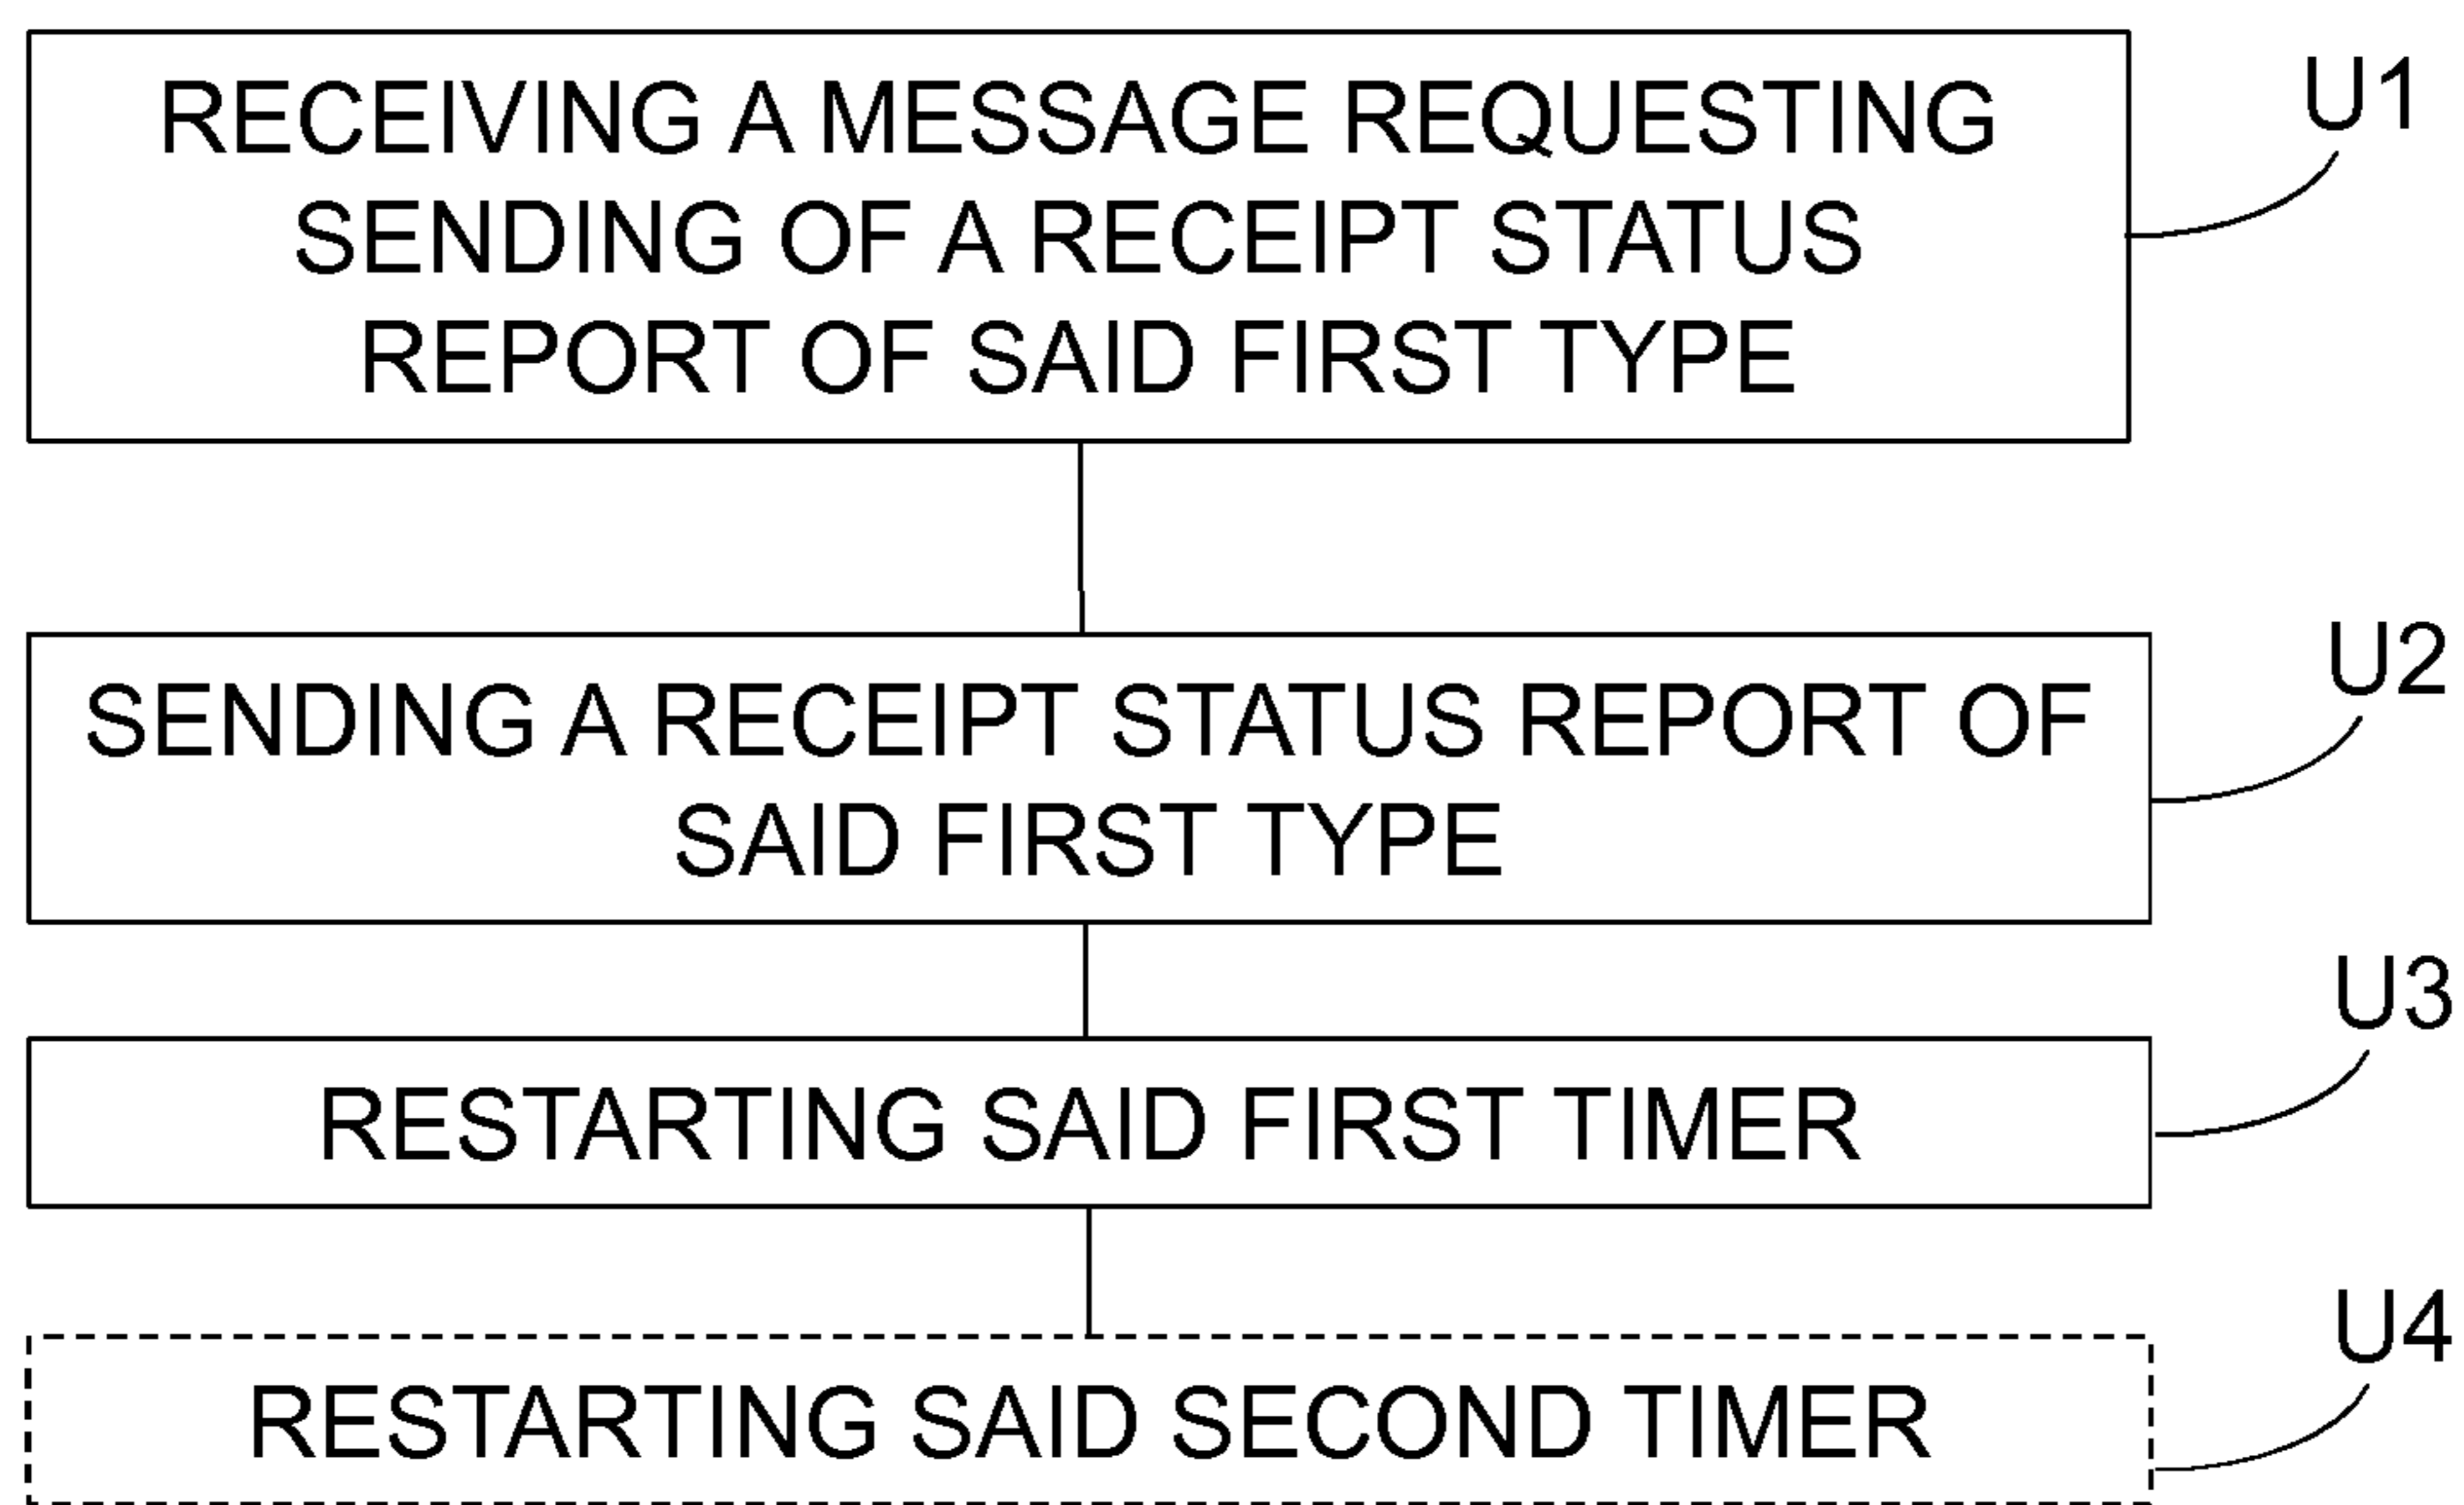 RECEIVING A MESSAGE REQUESTING
SENDING OF A RECEIPT STATUS
REPORT OF SAID FIRST TYPE
U1
SENDING A RECEIPT STATUS REPORT OF
SAID FIRST TYPE
U2
RESTARTING SAID FIRST TIMER
U3
RESTARTING SAID SECOND TIMER
U4